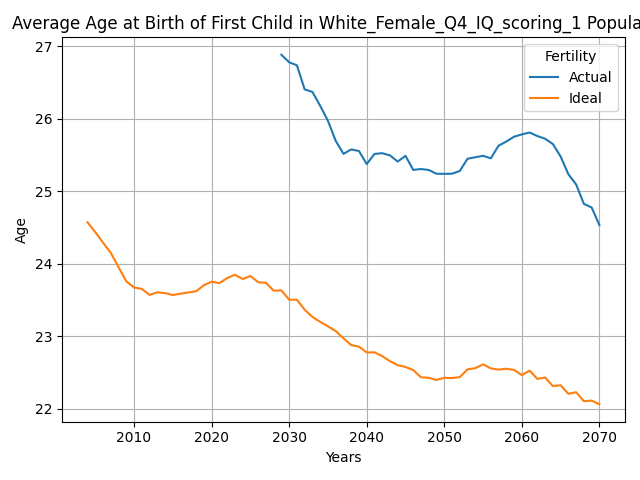 Average Age at Birth of First Child in White_Female_Q4_IQ_scoring_1 Popula
27
26
25
24
23
22
Age
Fertility
Actual
Ideal
2010 2020 2030 2040 2050 2060 2070
Years